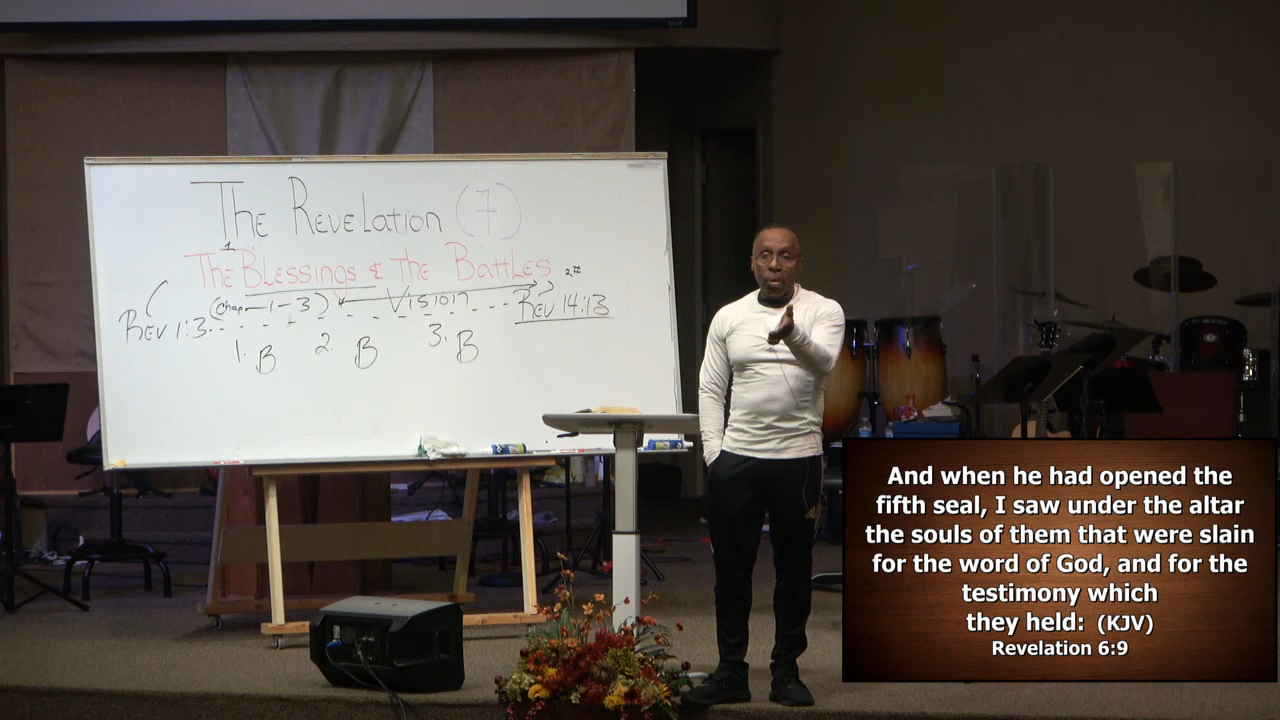 The Revelation (7)
The Blessings & The Battles
Rev 1:3 (Chap 1-3) Vision Rev 14:13
1. B 2. B 3. B
And when he had opened the
fifth seal, I saw under the altar
the souls of them that were slain
for the word of God, and for the
testimony which
they held: (KJV)
Revelation 6:9